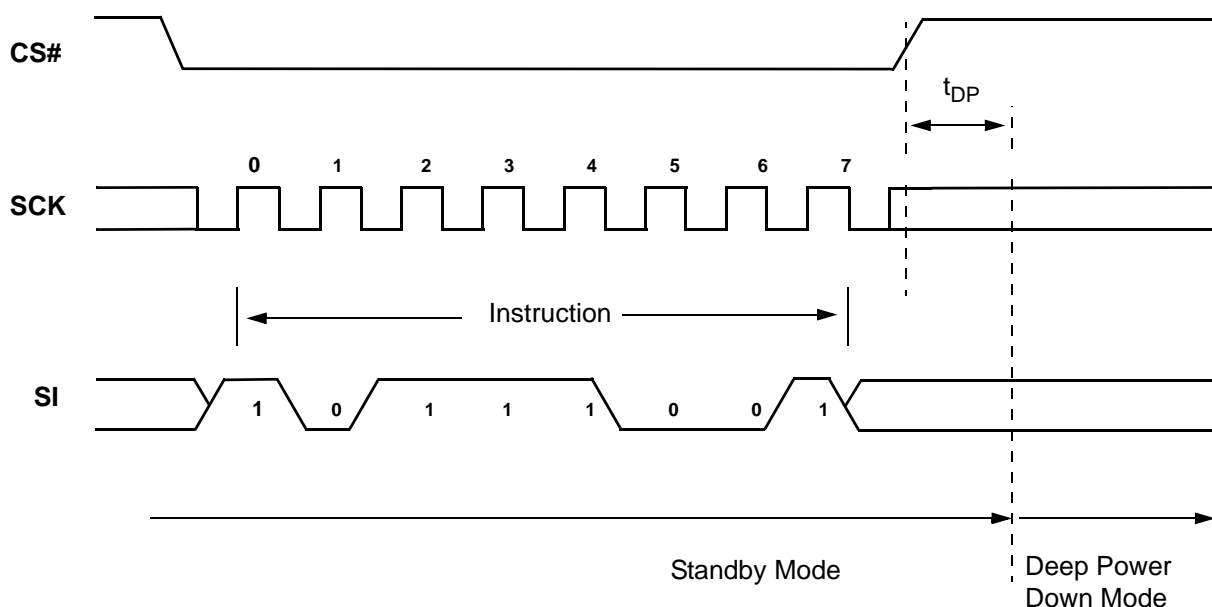 CS#
tDP
0 1 2 3 4 5 6 7
SCK
Instruction
SI
1 0 1 1 1 0 0 1
Standby Mode
Deep Power
Down Mode